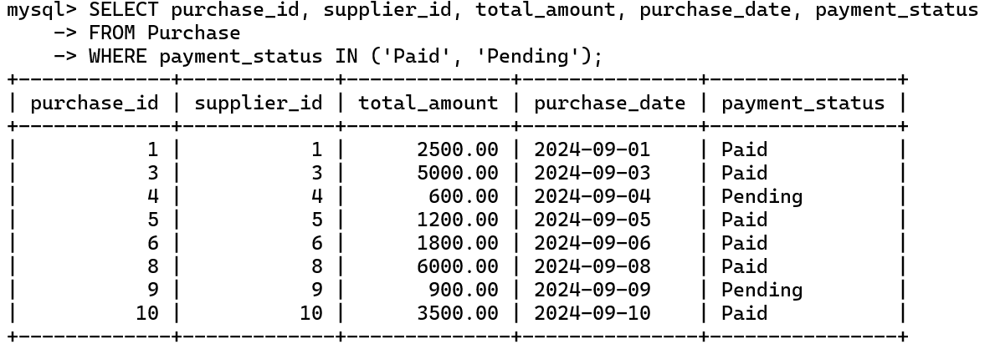 mysql> SELECT purchase_id, supplier_id, total_amount, purchase_date, payment_status
    -> FROM Purchase
    -> WHERE payment_status IN ('Paid', 'Pending');
+-------------+-------------+--------------+---------------+----------------+
| purchase_id | supplier_id | total_amount | purchase_date | payment_status |
+-------------+-------------+--------------+---------------+----------------+
|           1 |           1 |      2500.00 | 2024-09-01    | Paid           |
|           3 |           3 |      5000.00 | 2024-09-03    | Paid           |
|           4 |           4 |       600.00 | 2024-09-04    | Pending        |
|           5 |           5 |      1200.00 | 2024-09-05    | Paid           |
|           6 |           6 |      1800.00 | 2024-09-06    | Paid           |
|           8 |           8 |      6000.00 | 2024-09-08    | Paid           |
|           9 |           9 |       900.00 | 2024-09-09    | Pending        |
|          10 |          10 |      3500.00 | 2024-09-10    | Paid           |
+-------------+-------------+--------------+---------------+----------------+